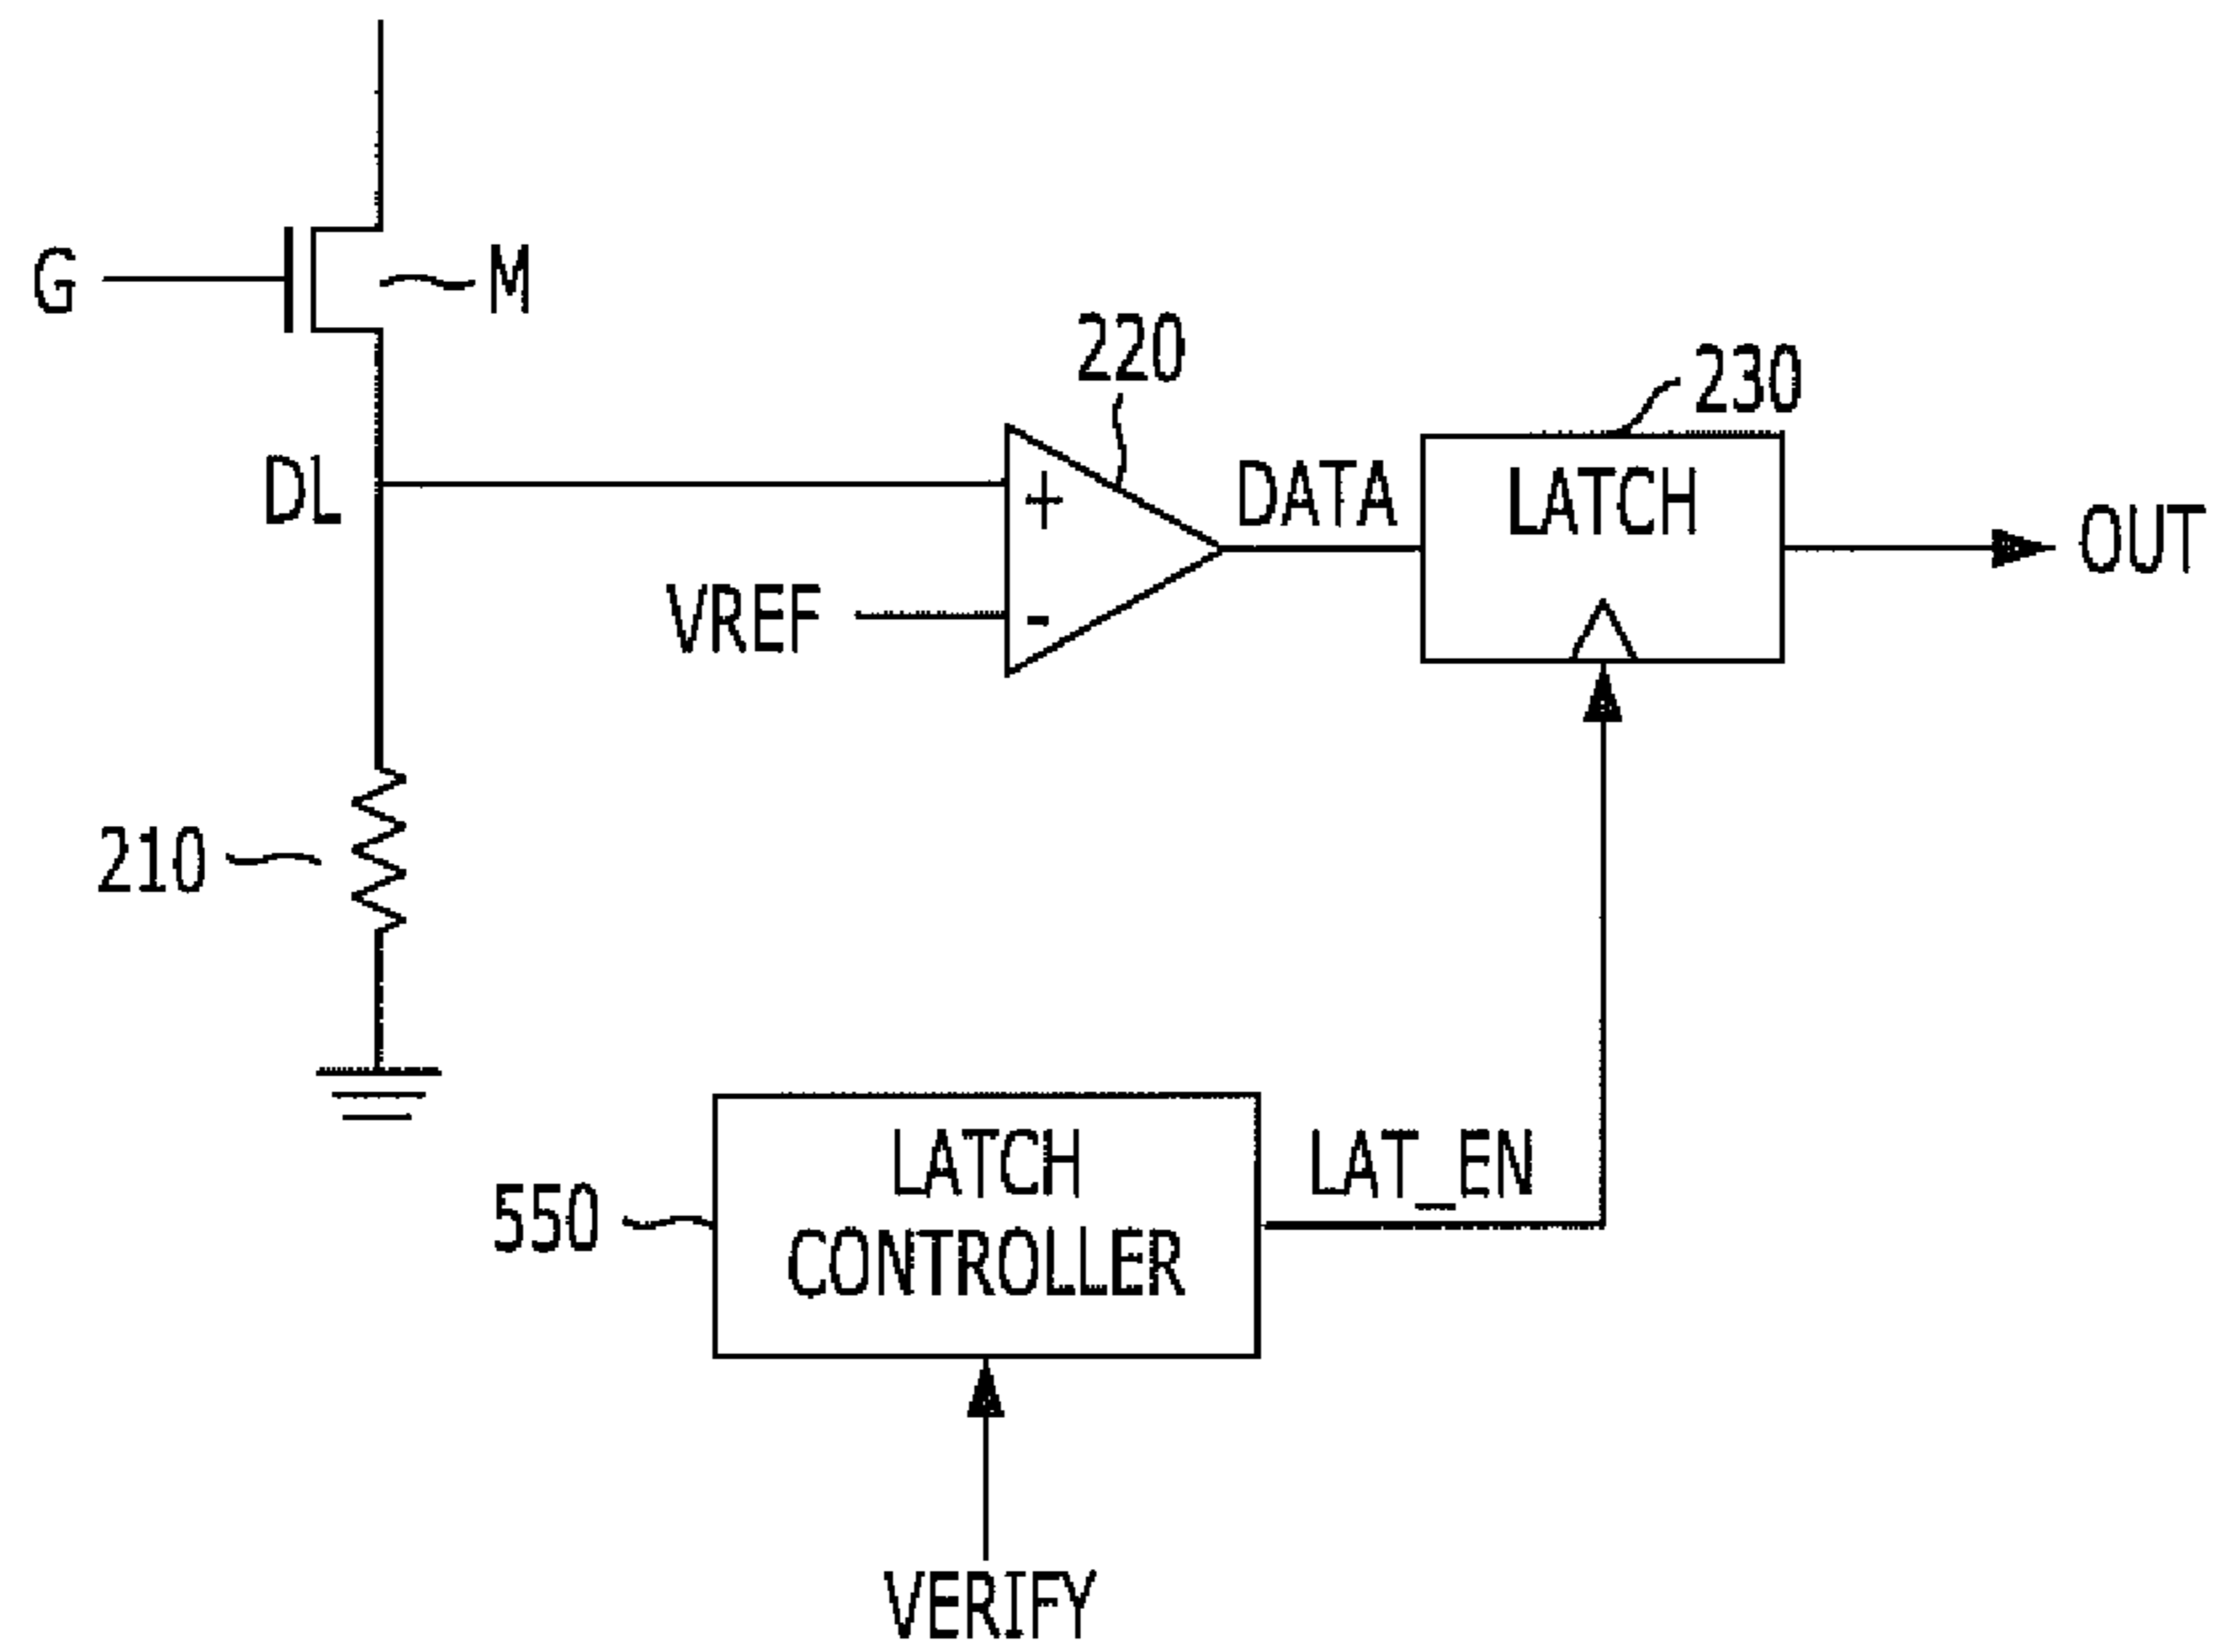 G
M
220
230
DL
+
DATA
LATCH
OUT
VREF
-
210
LATCH
CONTROLLER
LAT_EN
550
VERIFY